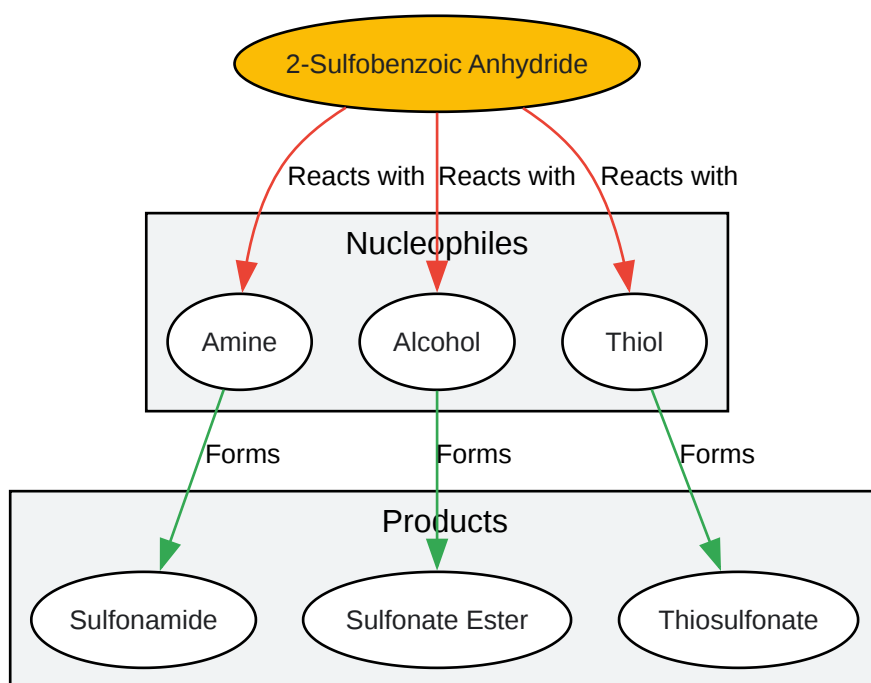 2-Sulfobenzoic Anhydride
Reacts with Reacts with Reacts with
Nucleophiles
Amine Alcohol Thiol
Forms Forms Forms
Products
Sulfonamide Sulfonate Ester Thiosulfonate